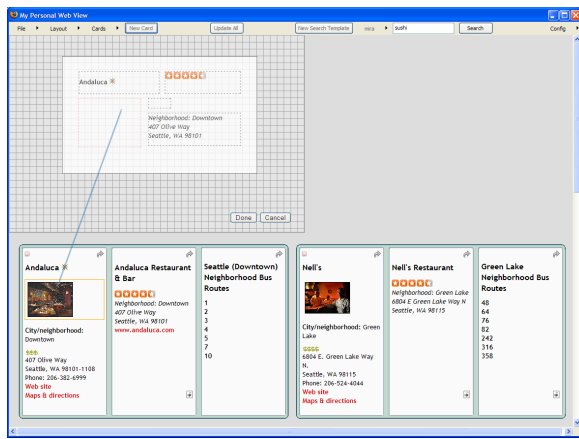 My Personal Web View
File Layout Cards New Card Update All New Search Template sushi Search Config
Andaluca
Neighborhood: Downtown
407 Olive Way
Seattle, WA 98101
Done Cancel
Andaluca
City/neighborhood:
Downtown
$$$
407 Olive Way
Seattle, WA 98101-1108
Phone: 206-382-6999
Web site
Maps & directions
Andaluca Restaurant
& Bar
Neighborhood: Downtown
407 Olive Way
Seattle, WA 98101
www.andaluca.com
Seattle (Downtown)
Neighborhood Bus
Routes
1
2
3
4
5
7
10
Nell's
City/neighborhood: Green
Lake
$$$$
6804 E. Green Lake Way
N.
Seattle, WA 98115
Phone: 206-524-4044
Web site
Maps & directions
Nell's Restaurant
Neighborhood: Green Lake
6804 E Green Lake Way N
Seattle, WA 98115
Green Lake
Neighborhood Bus
Routes
48
64
76
82
242
316
358